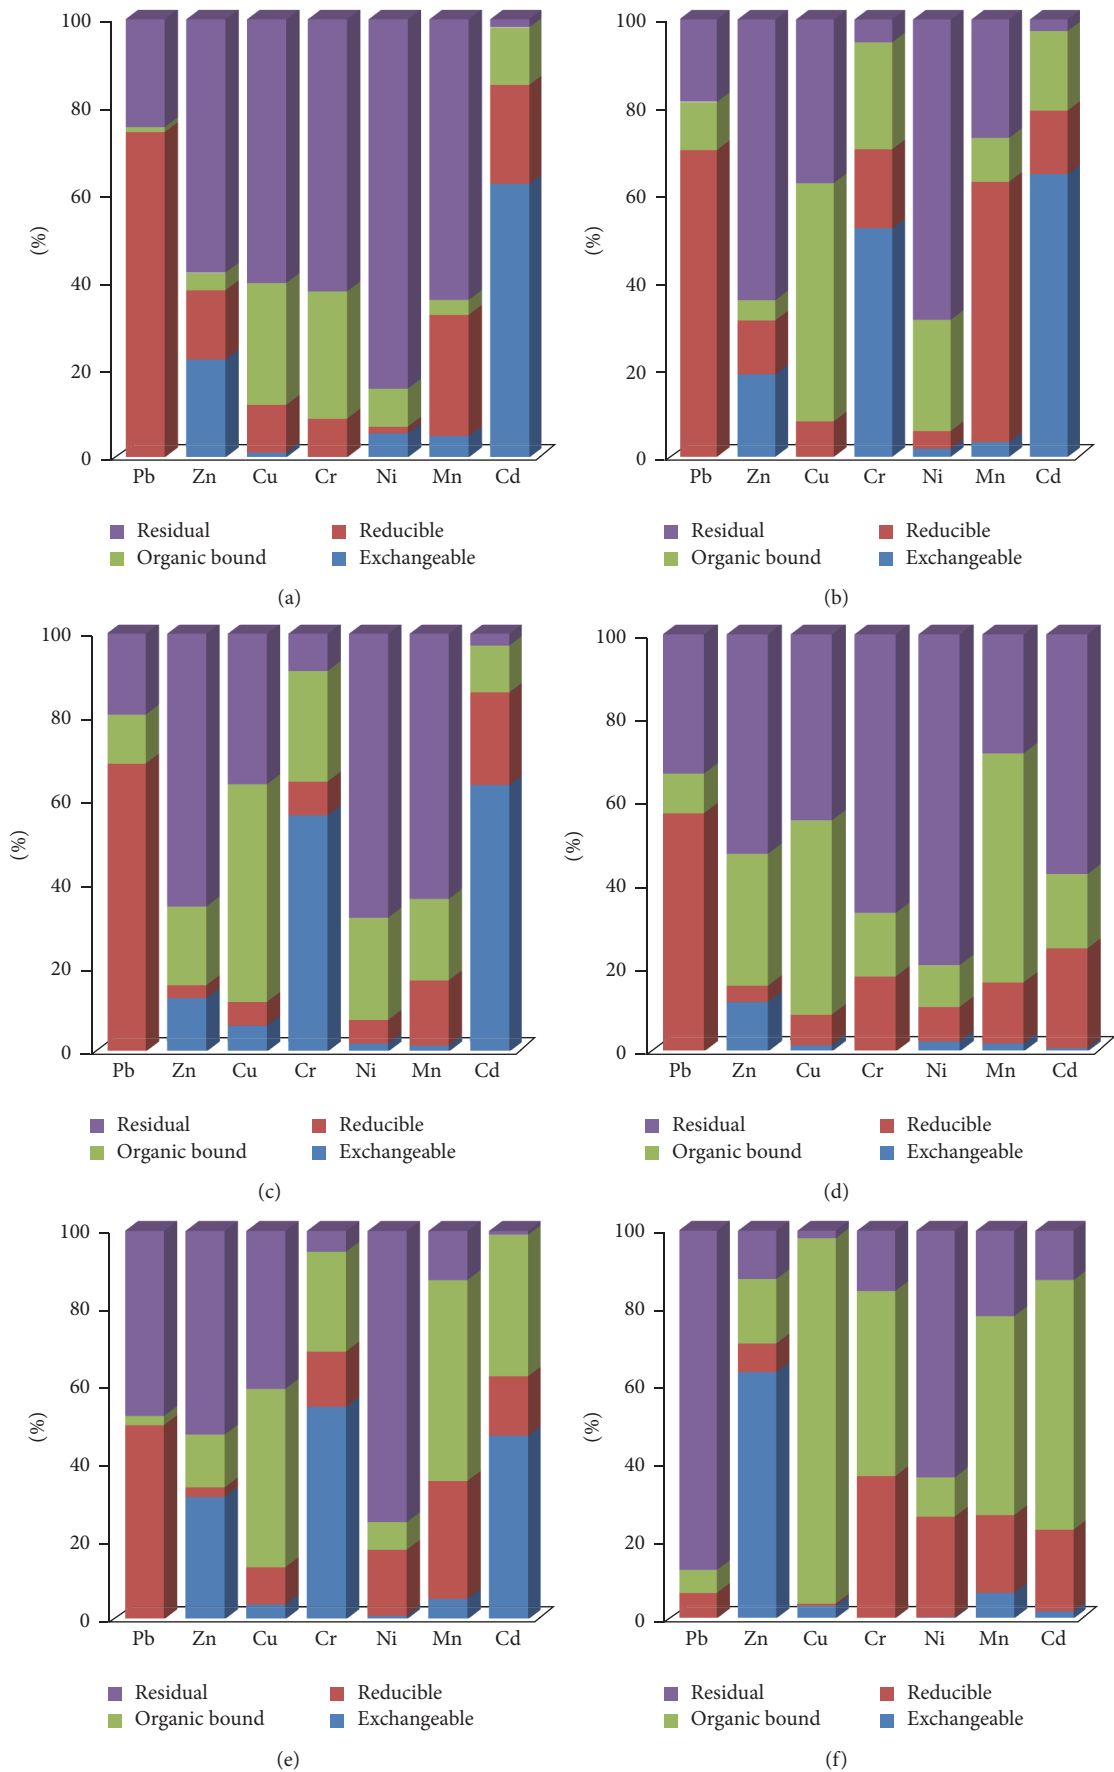 100
80
60
40
20
0
(%)
Pb Zn Cu Cr Ni Mn Cd
Residual Reducible
Organic bound Exchangeable
(a)
100
80
60
40
20
0
(%)
Pb Zn Cu Cr Ni Mn Cd
Residual Reducible
Organic bound Exchangeable
(b)
100
80
60
40
20
0
(%)
Pb Zn Cu Cr Ni Mn Cd
Residual Reducible
Organic bound Exchangeable
(c)
100
80
60
40
20
0
(%)
Pb Zn Cu Cr Ni Mn Cd
Residual Reducible
Organic bound Exchangeable
(d)
100
80
60
40
20
0
(%)
Pb Zn Cu Cr Ni Mn Cd
Residual Reducible
Organic bound Exchangeable
(e)
100
80
60
40
20
0
(%)
Pb Zn Cu Cr Ni Mn Cd
Residual Reducible
Organic bound Exchangeable
(f)